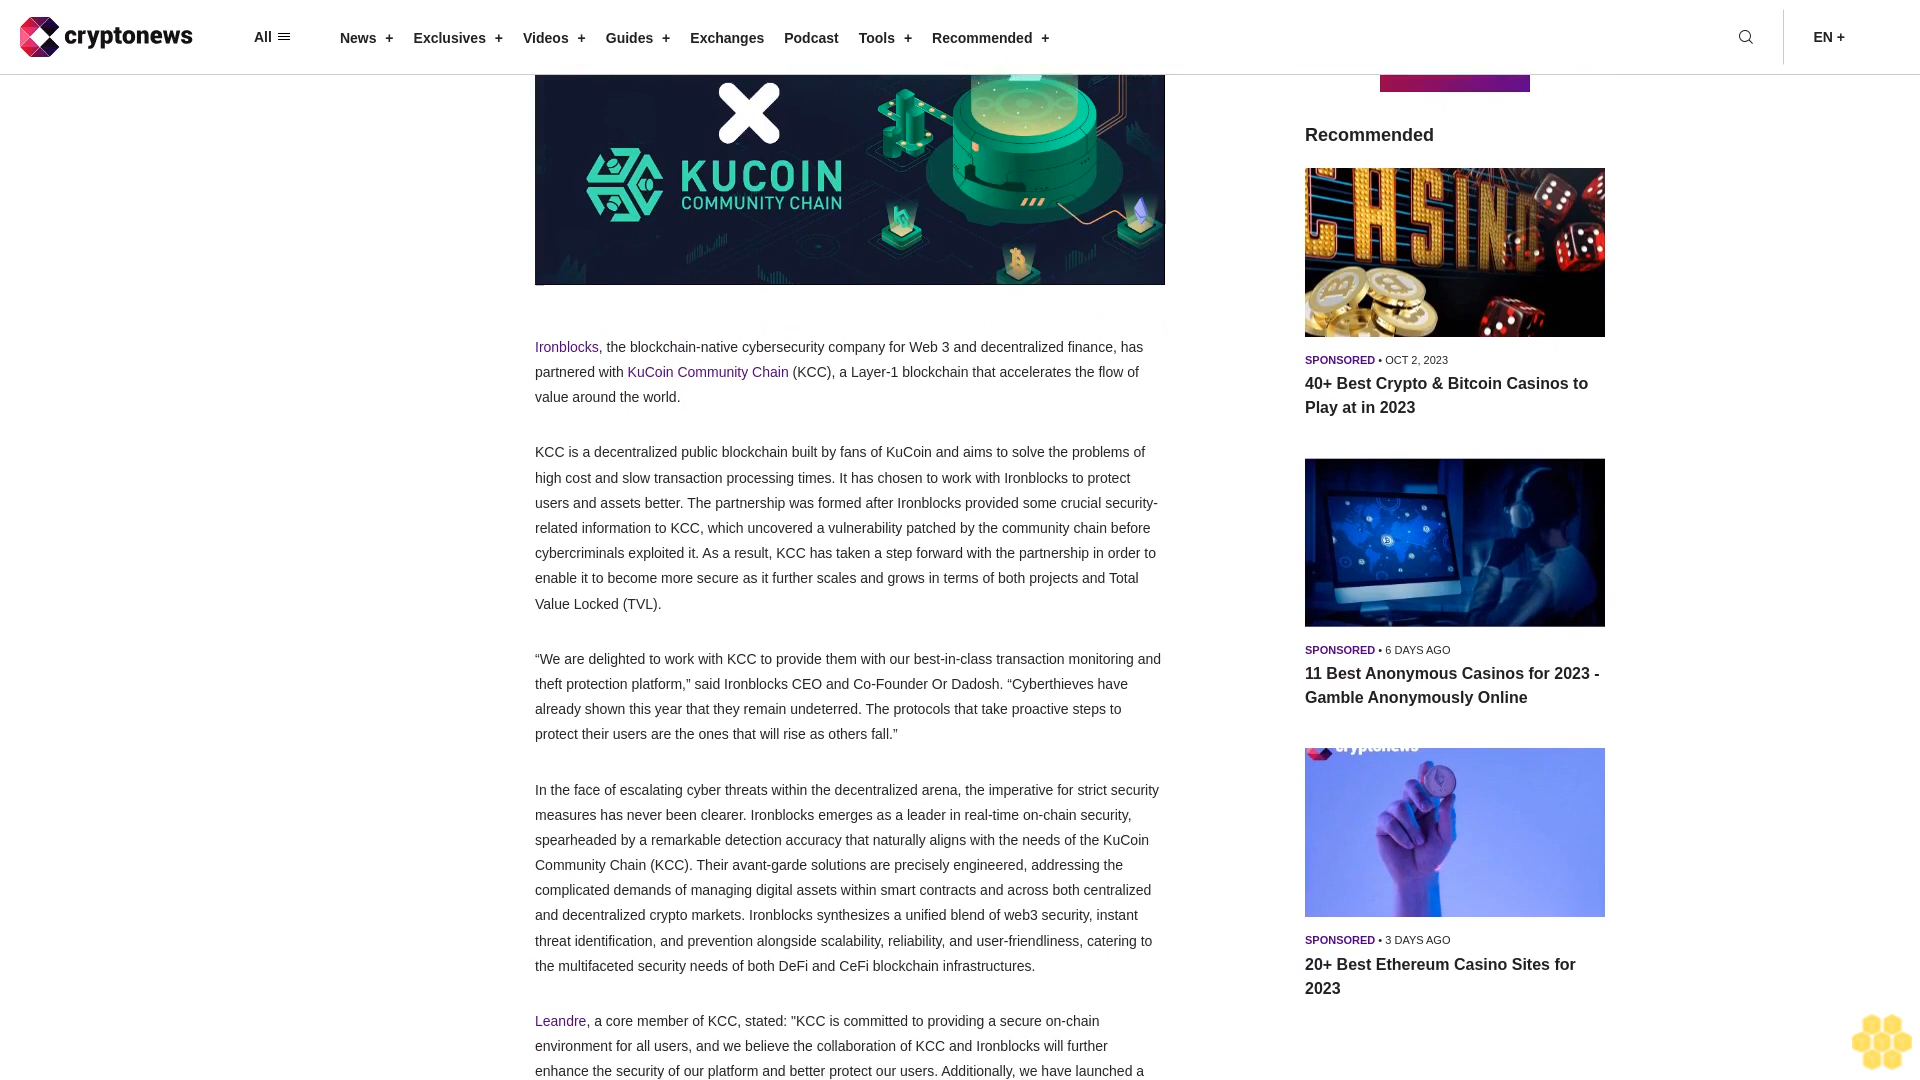 cryptonews
All
News +
Exclusives +
Videos +
Guides +
Exchanges
Podcast
Tools +
Recommended +
EN +
KUCOIN
COMMUNITY CHAIN
Ironblocks, the blockchain-native cybersecurity company for Web 3 and decentralized finance, has
partnered with KuCoin Community Chain (KCC), a Layer-1 blockchain that accelerates the flow of
value around the world.
KCC is a decentralized public blockchain built by fans of KuCoin and aims to solve the problems of
high cost and slow transaction processing times. It has chosen to work with Ironblocks to protect
users and assets better. The partnership was formed after Ironblocks provided some crucial security-
related information to KCC, which uncovered a vulnerability patched by the community chain before
cybercriminals exploited it. As a result, KCC has taken a step forward with the partnership in order to
enable it to become more secure as it further scales and grows in terms of both projects and Total
Value Locked (TVL).
“We are delighted to work with KCC to provide them with our best-in-class transaction monitoring and
theft protection platform,” said Ironblocks CEO and Co-Founder Or Dadosh. “Cyberthieves have
already shown this year that they remain undeterred. The protocols that take proactive steps to
protect their users are the ones that will rise as others fall.”
In the face of escalating cyber threats within the decentralized arena, the imperative for strict security
measures has never been clearer. Ironblocks emerges as a leader in real-time on-chain security,
spearheaded by a remarkable detection accuracy that naturally aligns with the needs of the KuCoin
Community Chain (KCC). Their avant-garde solutions are precisely engineered, addressing the
complicated demands of managing digital assets within smart contracts and across both centralized
and decentralized crypto markets. Ironblocks synthesizes a unified blend of web3 security, instant
threat identification, and prevention alongside scalability, reliability, and user-friendliness, catering to
the multifaceted security needs of both DeFi and CeFi blockchain infrastructures.
Leandre, a core member of KCC, stated: "KCC is committed to providing a secure on-chain
environment for all users, and we believe the collaboration of KCC and Ironblocks will further
enhance the security of our platform and better protect our users. Additionally, we have launched a
Recommended
CASINO
SPONSORED • OCT 2, 2023
40+ Best Crypto & Bitcoin Casinos to
Play at in 2023
SPONSORED • 6 DAYS AGO
11 Best Anonymous Casinos for 2023 -
Gamble Anonymously Online
cryptonews
SPONSORED • 3 DAYS AGO
20+ Best Ethereum Casino Sites for
2023